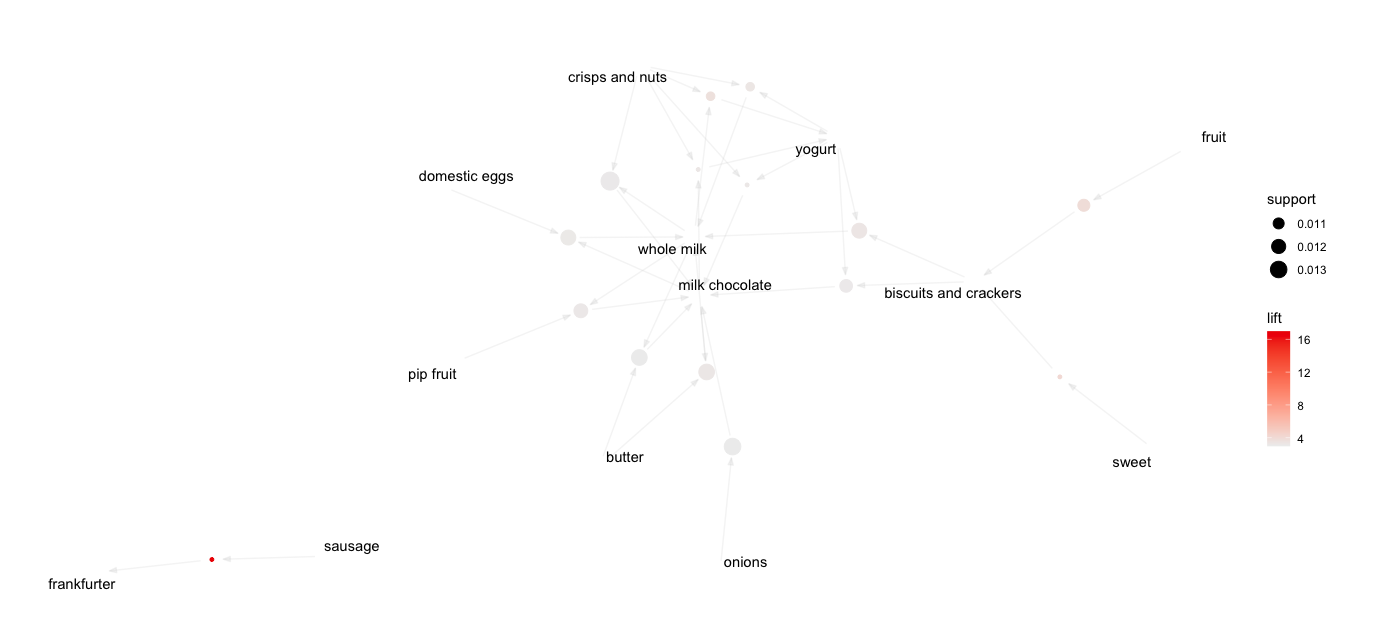 crisps and nuts
fruit
yogurt
domestic eggs
support
0.011
0.012
whole milk
0.013
milk chocolate
biscuits and crackers
lift
16
12
pip fruit
8
4
butter
sweet
sausage
onions
frankfurter